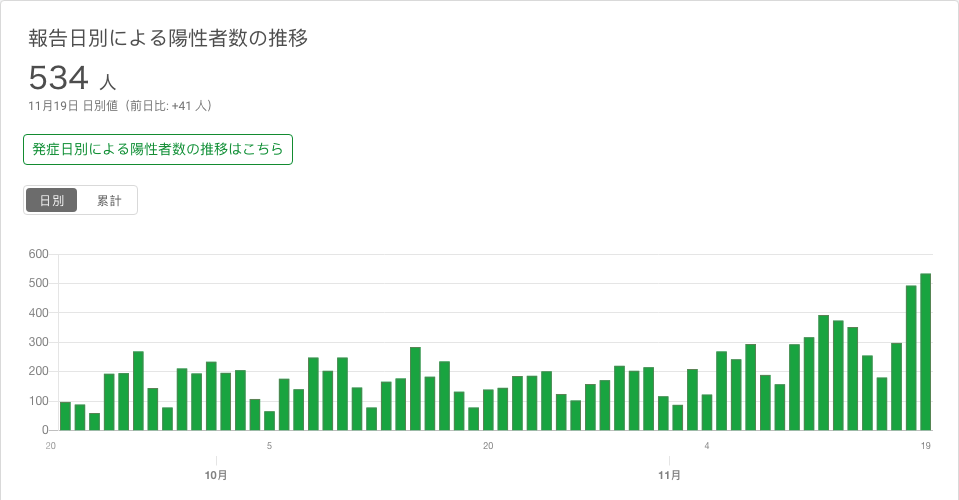 報告日別による陽性者数の推移
534 人
11月19日 日別値（前日比: +41 人）
発症日別による陽性者数の推移はこちら
日別 累計
600
500
400
300
200
100
0
20 5 20 4 19
10月 11月